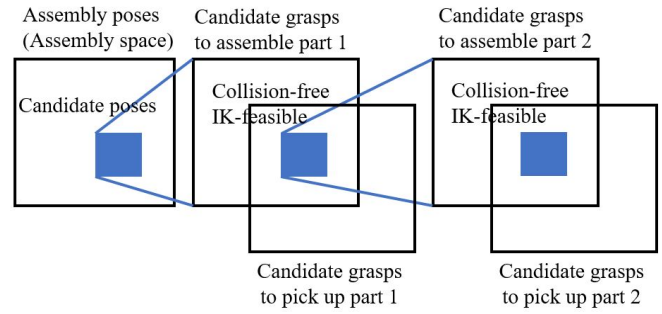 Assembly poses
(Assembly space)
Candidate grasps
to assemble part 1
Candidate grasps
to assemble part 2
Candidate poses
Collision-free
IK-feasible
Collision-free
IK-feasible
Candidate grasps
to pick up part 1
Candidate grasps
to pick up part 2